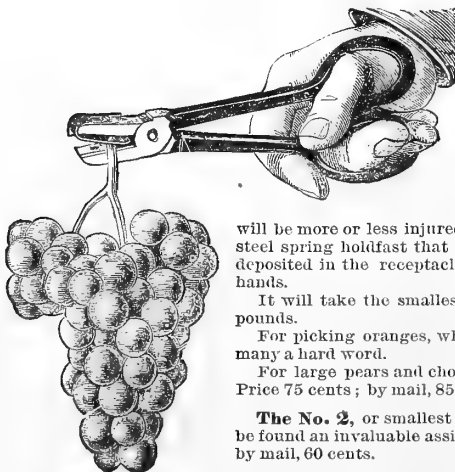 will be more or less injured
steel spring holdfast that
deposited in the receptacl
hands.
It will take the smalles
pounds.
For picking oranges, wh
many a hard word.
For large pears and cho
Price 75 cents; by mail, 85
The No. 2, or smallest
be found an invaluable assi
by mail, 60 cents.